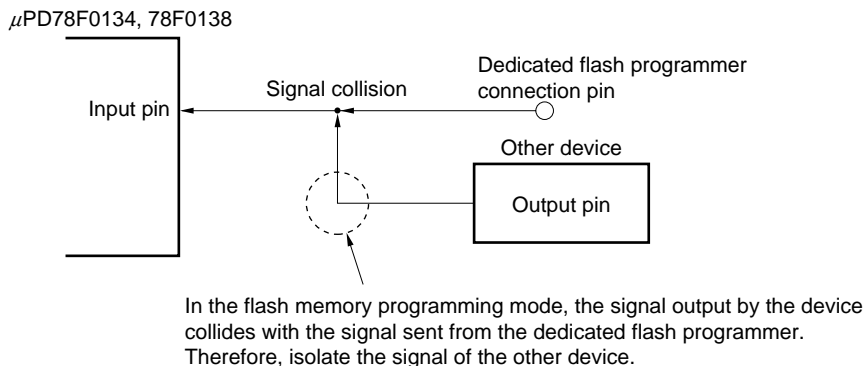 μPD78F0134, 78F0138
Dedicated flash programmer
connection pin
Signal collision
Input pin
Other device
Output pin
In the flash memory programming mode, the signal output by the device
collides with the signal sent from the dedicated flash programmer.
Therefore, isolate the signal of the other device.